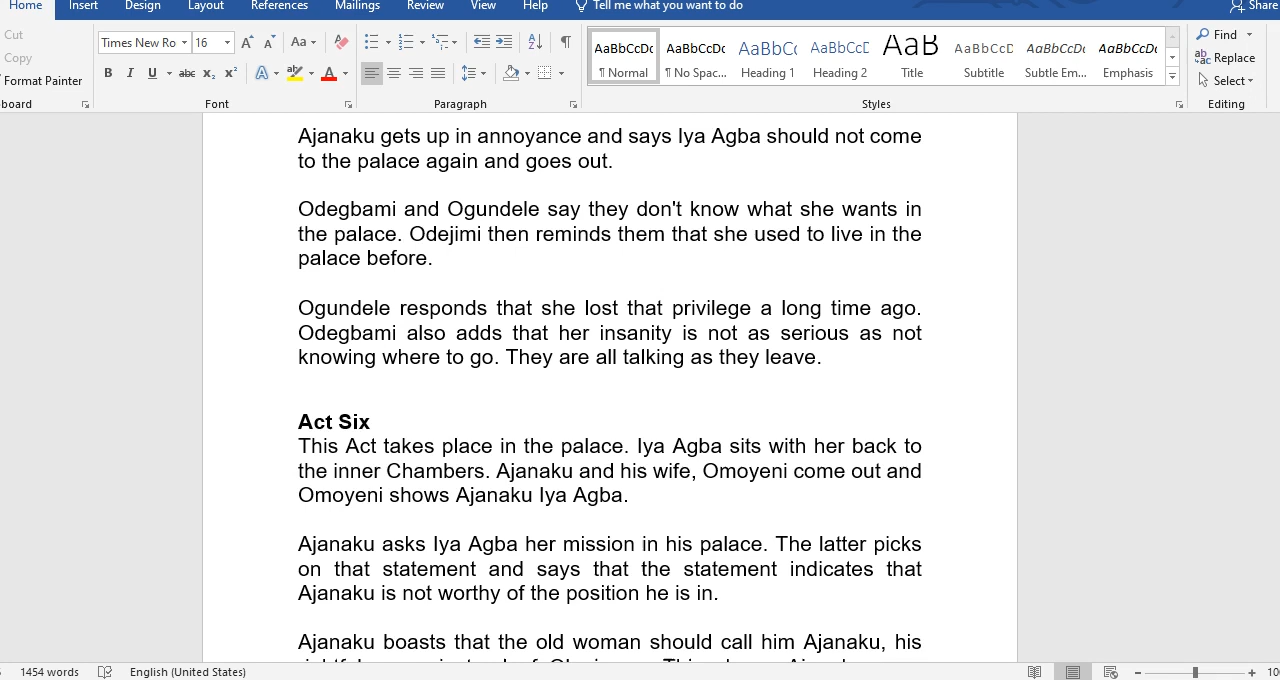 Home Insert Design Layout References Mailings Review View Help Tell me what you want to do Share
Cut
Copy
Format Painter
board
Times New Ro 16 Aa
B I U abc x₂ x² A ab A
Font
Paragraph
AaBbCcDc AaBbCcDc AaBbCc AaBbCcE AaB AaBbCcD AaBbCcDc AaBbCcDc
¶ Normal ¶ No Spac... Heading 1 Heading 2 Title Subtitle Subtle Em... Emphasis
Styles
Find
Replace
Select
Editing
Ajanaku gets up in annoyance and says Iya Agba should not come
to the palace again and goes out.
Odegbami and Ogundele say they don't know what she wants in
the palace. Odejimi then reminds them that she used to live in the
palace before.
Ogundele responds that she lost that privilege a long time ago.
Odegbami also adds that her insanity is not as serious as not
knowing where to go. They are all talking as they leave.
Act Six
This Act takes place in the palace. Iya Agba sits with her back to
the inner Chambers. Ajanaku and his wife, Omoyeni come out and
Omoyeni shows Ajanaku Iya Agba.
Ajanaku asks Iya Agba her mission in his palace. The latter picks
on that statement and says that the statement indicates that
Ajanaku is not worthy of the position he is in.
Ajanaku boasts that the old woman should call him Ajanaku, his
1454 words English (United States) 10